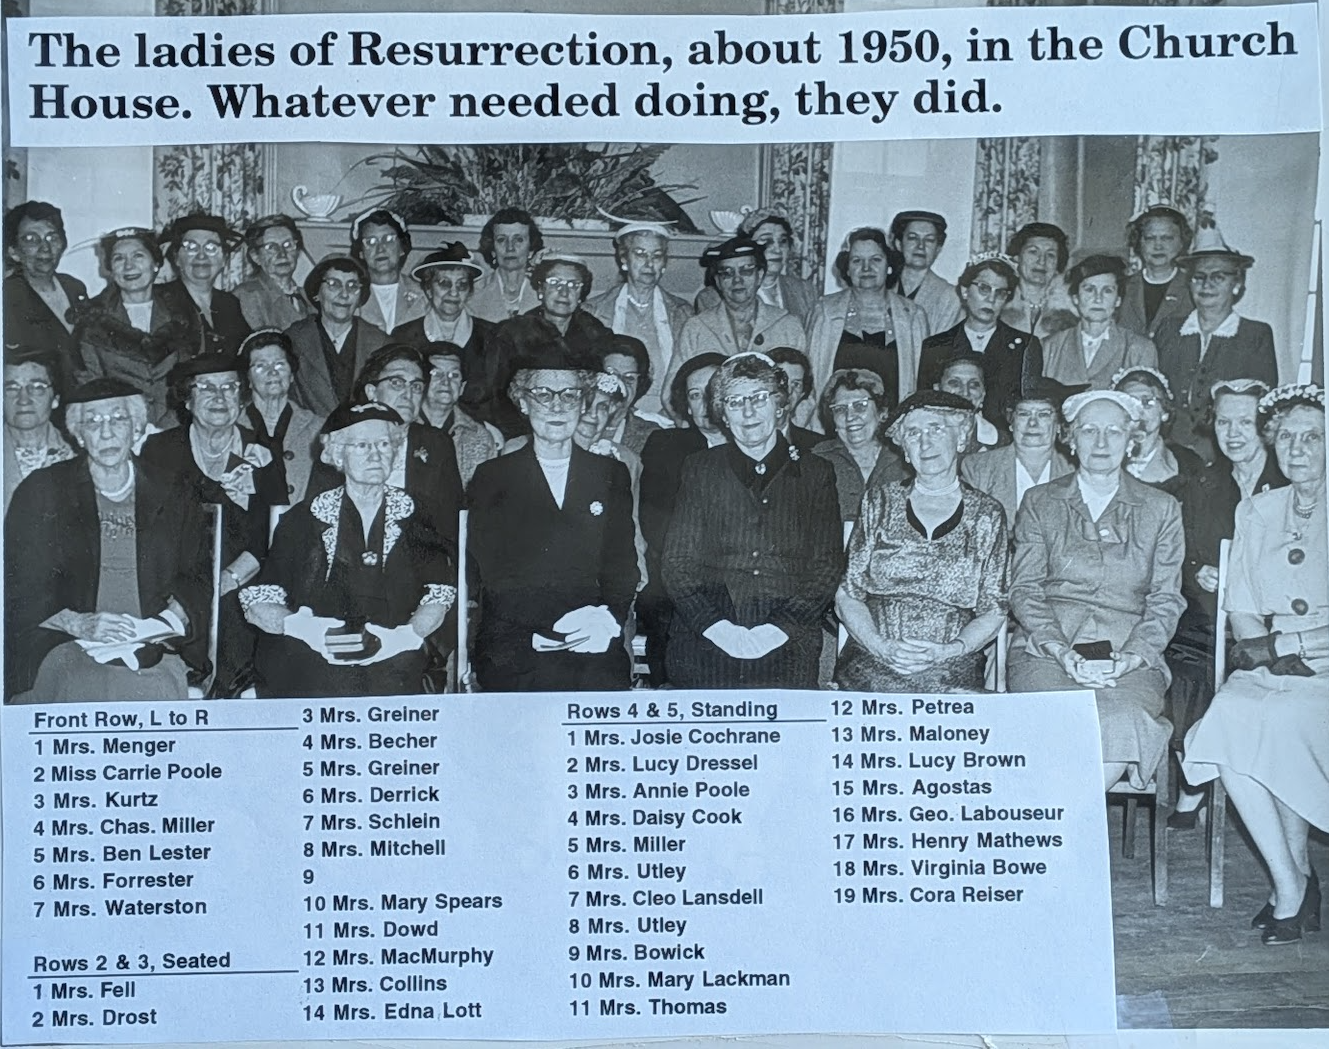 The ladies of Resurrection, about 1950, in the Church
House. Whatever needed doing, they did.
Front Row, L to R
1 Mrs. Menger
2 Miss Carrie Poole
3 Mrs. Kurtz
4 Mrs. Chas. Miller
5 Mrs. Ben Lester
6 Mrs. Forrester
7 Mrs. Waterston
Rows 2 & 3, Seated
1 Mrs. Fell
2 Mrs. Drost
3 Mrs. Greiner
4 Mrs. Becher
5 Mrs. Greiner
6 Mrs. Derrick
7 Mrs. Schlein
8 Mrs. Mitchell
9
10 Mrs. Mary Spears
11 Mrs. Dowd
12 Mrs. MacMurphy
13 Mrs. Collins
14 Mrs. Edna Lott
Rows 4 & 5, Standing
1 Mrs. Josie Cochrane
2 Mrs. Lucy Dressel
3 Mrs. Annie Poole
4 Mrs. Daisy Cook
5 Mrs. Miller
6 Mrs. Utley
7 Mrs. Cleo Lansdell
8 Mrs. Utley
9 Mrs. Bowick
10 Mrs. Mary Lackman
11 Mrs. Thomas
12 Mrs. Petrea
13 Mrs. Maloney
14 Mrs. Lucy Brown
15 Mrs. Agostas
16 Mrs. Geo. Labouseur
17 Mrs. Henry Mathews
18 Mrs. Virginia Bowe
19 Mrs. Cora Reiser